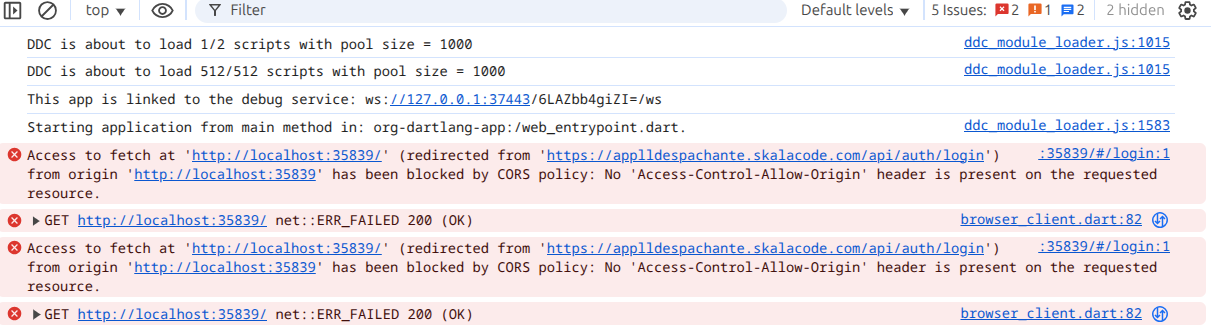 top ▼ Filter Default levels ▼ 5 Issues: 2 1 2 2 hidden
DDC is about to load 1/2 scripts with pool size = 1000 ddc_module_loader.js:1015
DDC is about to load 512/512 scripts with pool size = 1000 ddc_module_loader.js:1015
This app is linked to the debug service: ws://127.0.0.1:37443/6LAZbb4giZI=/ws
Starting application from main method in: org-dartlang-app:/web_entrypoint.dart. ddc_module_loader.js:1583
Access to fetch at 'http://localhost:35839/' (redirected from 'https://applldespachante.skalacode.com/api/auth/login') :35839/#/login:1
from origin 'http://localhost:35839' has been blocked by CORS policy: No 'Access-Control-Allow-Origin' header is present on the requested
resource.
▶GET http://localhost:35839/ net::ERR_FAILED 200 (OK) browser_client.dart:82
Access to fetch at 'http://localhost:35839/' (redirected from 'https://applldespachante.skalacode.com/api/auth/login') :35839/#/login:1
from origin 'http://localhost:35839' has been blocked by CORS policy: No 'Access-Control-Allow-Origin' header is present on the requested
resource.
▶GET http://localhost:35839/ net::ERR_FAILED 200 (OK) browser_client.dart:82